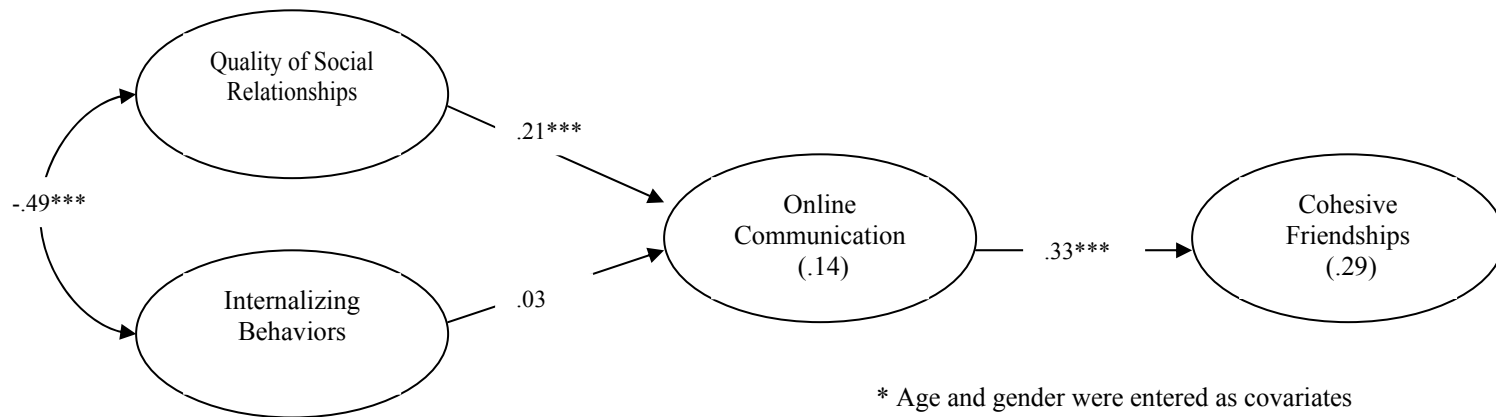 Quality of Social
Relationships
.21***
-.49***
Online
Communication
(.14)
.33***
Cohesive
Friendships
(.29)
Internalizing
Behaviors
.03
* Age and gender were entered as covariates